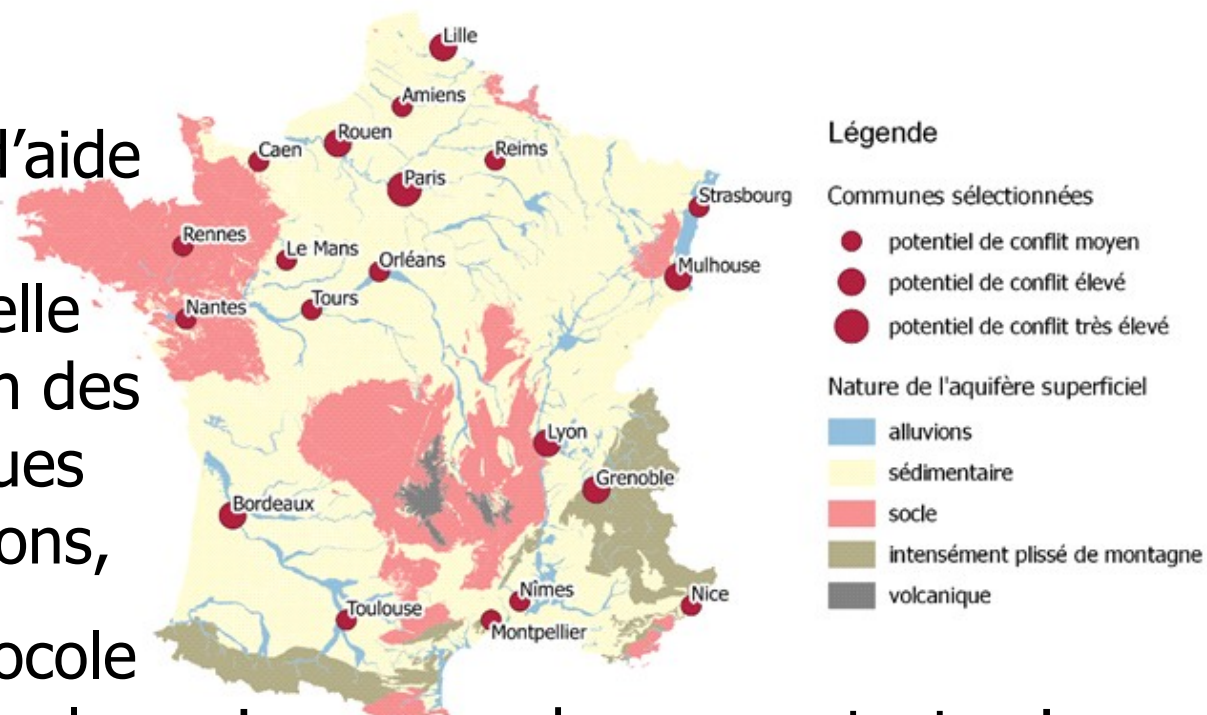 d'aide
elle
n des
ues
ons,
ocole
Lille
Amiens
Rouen
Caen
Reims
Paris
Strasbourg
Rennes
Le Mans
Orléans
Mulhouse
Nantes
Tours
Lyon
Grenoble
Bordeaux
Nîmes
Nice
Toulouse
Montpellier
Légende
Communes sélectionnées
potentiel de conflit moyen
potentiel de conflit élevé
potentiel de conflit très élevé
Nature de l'aquifère superficiel
alluvions
sédimentaire
socle
intensément plissé de montagne
volcanique